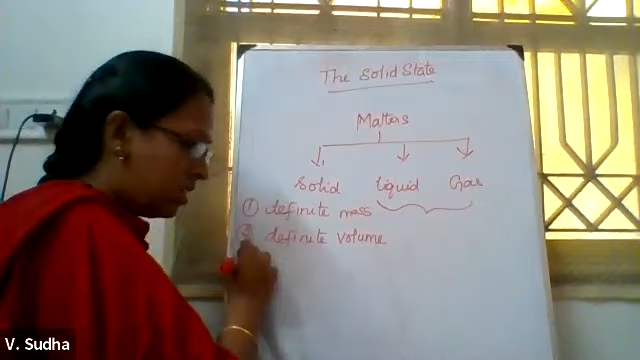 The Solid State
Matters
Solid Liquid Gas
① definite mass
② definite volume
V. Sudha